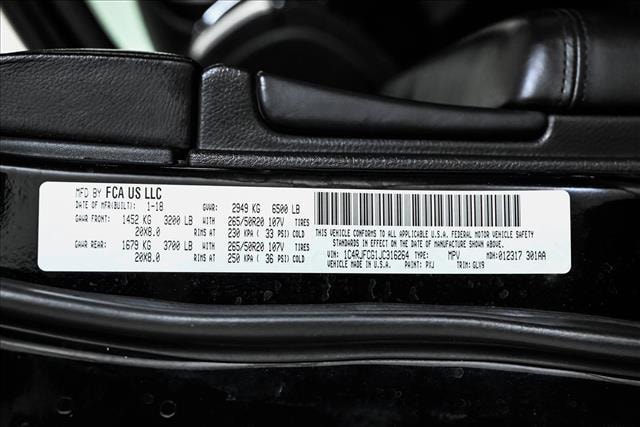 MFD BY FCA US LLC
DATE OF MFR(BUILT): 1-18 GVWR: 2949 KG 6500 LB
GAWR FRONT: 1452 KG 3200 LB WITH 265/50R20 107V TIRES
20X8.0 RIMS AT 230 KPA ( 33 PSI) COLD
GAWR REAR: 1679 KG 3700 LB WITH 265/50R20 107V TIRES
20X8.0 RIMS AT 250 KPA ( 36 PSI) COLD
THIS VEHICLE CONFORMS TO ALL APPLICABLE U.S.A. FEDERAL MOTOR VEHICLE SAFETY
STANDARDS IN EFFECT ON THE DATE OF MANUFACTURE SHOWN ABOVE.
VIN: 1C4RJFCG1JC316264 TYPE: MPV MDH: 012317 301AA
VEHICLE MADE IN U.S.A. PAINT: PXJ TRIM: GLX9